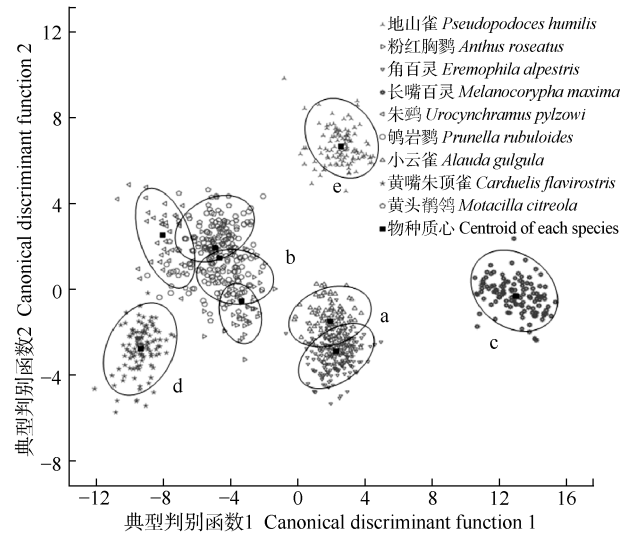 典型判别函数2 Canonical discriminant function 2
12
8
4
0
−4
−8
地山雀 Pseudopodoces humilis
粉红胸鹨 Anthus roseatus
角百灵 Eremophila alpestris
长嘴百灵 Melanocorypha maxima
朱鹀 Urocynchramus pylzowi
鸲岩鹨 Prunella rubuloides
小云雀 Alauda gulgula
黄嘴朱顶雀 Carduelis flavirostris
黄头鹡鸰 Motacilla citreola
物种质心 Centroid of each species
e
b
a
c
d
−12 −8 −4 0 4 8 12 16
典型判别函数1 Canonical discriminant function 1